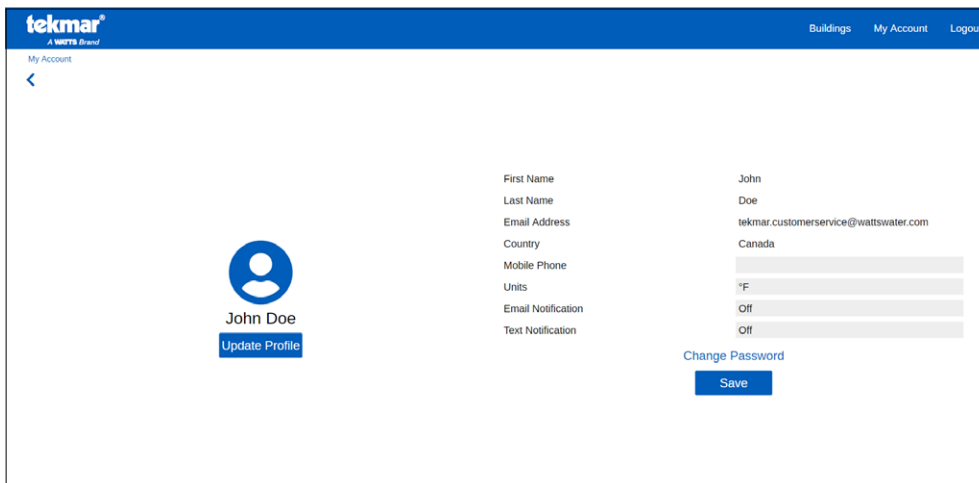 tekmar®
A WATTS Brand
Buildings My Account Logou
My Account
First Name John
Last Name Doe
Email Address tekmar.customerservice@wattswater.com
Country Canada
Mobile Phone
Units °F
Email Notification Off
Text Notification Off
John Doe
Update Profile
Change Password
Save